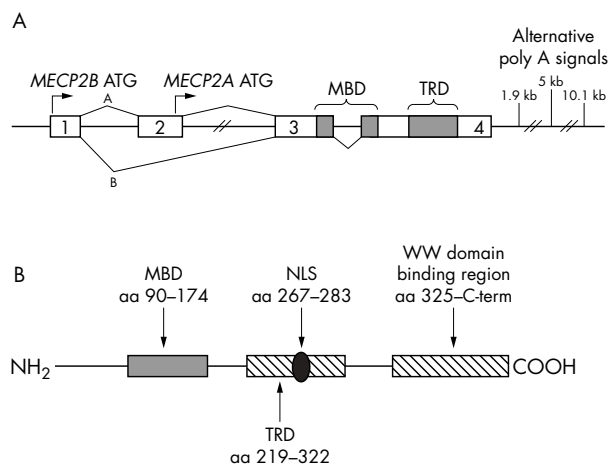 A
Alternative
poly A signals
MECP2B ATG
MECP2A ATG
MBD
TRD
1.9 kb
5 kb
10.1 kb
A
1
2
3
4
B
B
MBD
aa 90–174
NLS
aa 267–283
WW domain
binding region
aa 325–C-term
NH2
COOH
TRD
aa 219–322